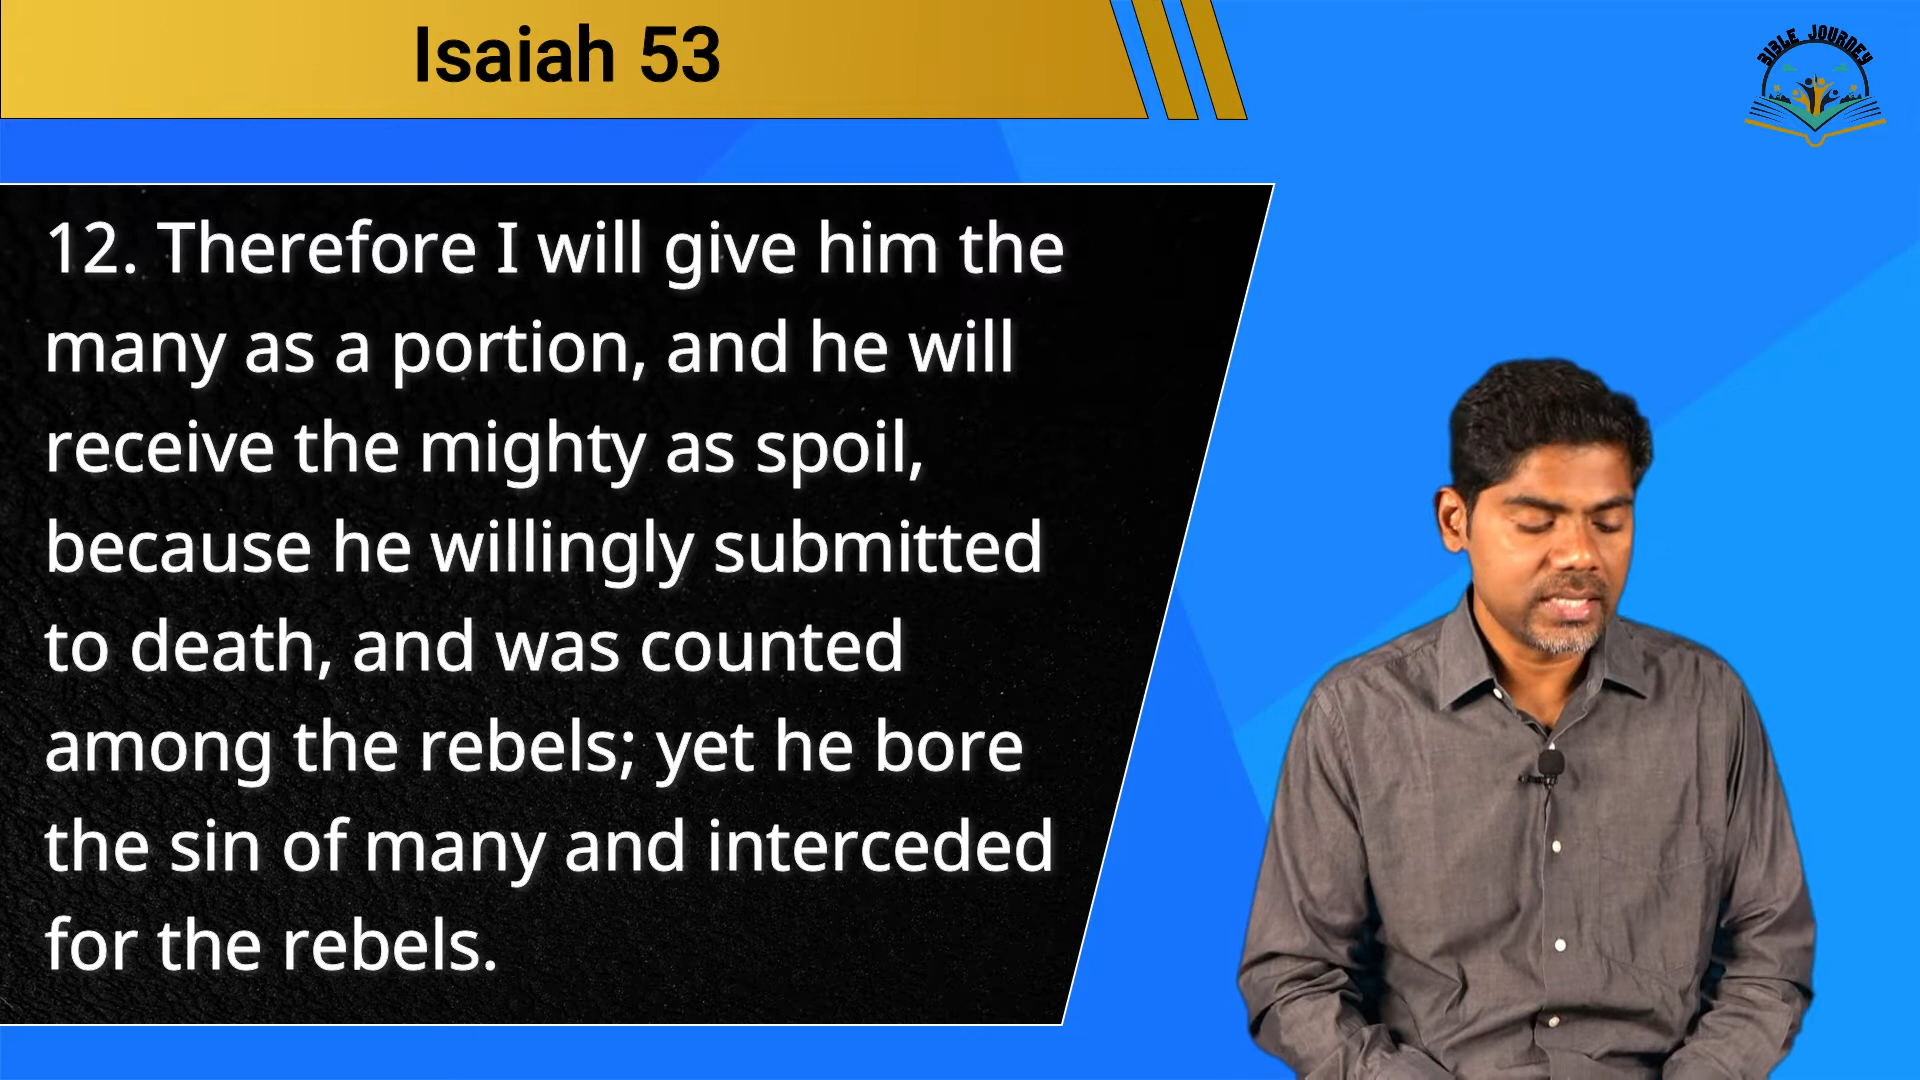 Isaiah 53
BIBLE JOURNEY
12. Therefore I will give him the
many as a portion, and he will
receive the mighty as spoil,
because he willingly submitted
to death, and was counted
among the rebels; yet he bore
the sin of many and interceded
for the rebels.